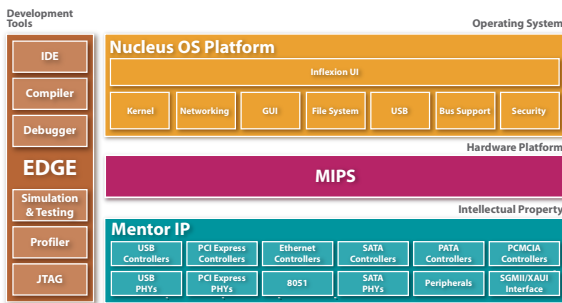 Development
Tools
Operating System
IDE
Compiler
Debugger
EDGE
Simulation
& Testing
Profiler
JTAG
Nucleus OS Platform
Inflexion UI
Kernel
Networking
GUI
File System
USB
Bus Support
Security
Hardware Platform
MIPS
Intellectual Property
Mentor IP
USB
Controllers
PCI Express
Controllers
Ethernet
Controllers
SATA
Controllers
PATA
Controllers
PCMCIA
Controllers
USB
PHYs
PCI Express
PHYs
8051
SATA
PHYs
Peripherals
SGMII/XAUI
Interface